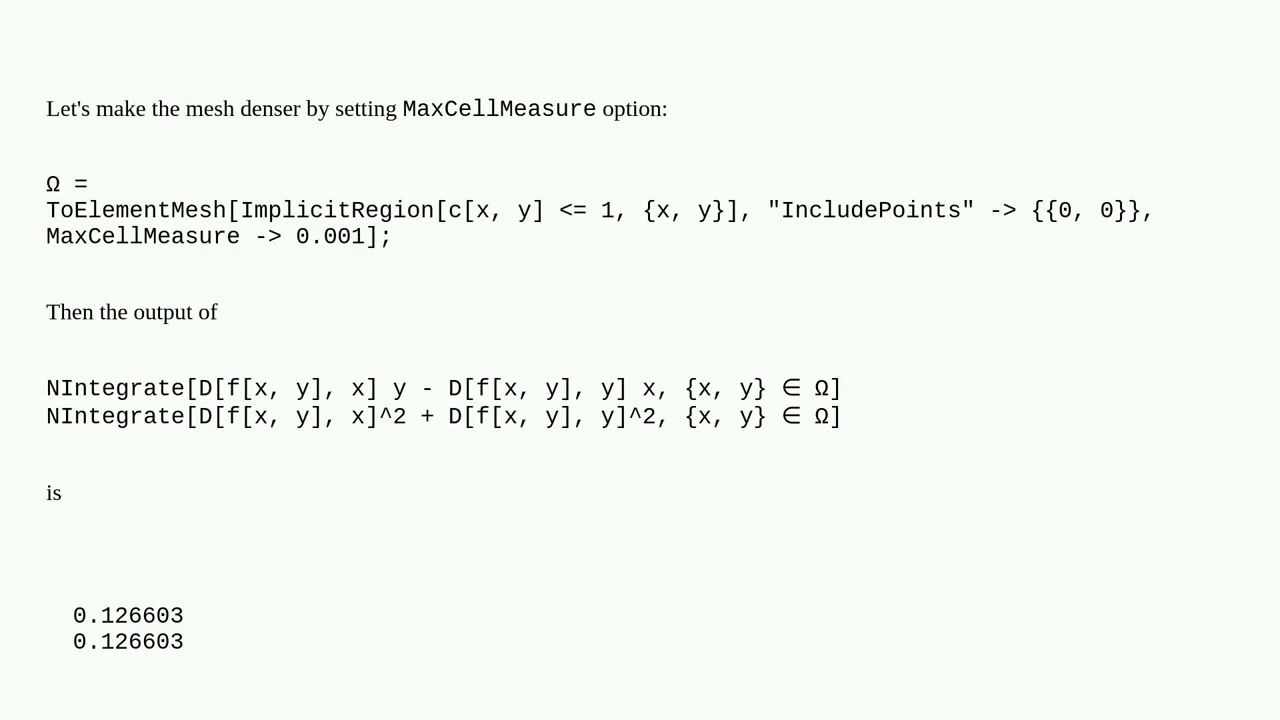 Let's make the mesh denser by setting MaxCellMeasure option:
Ω =
ToElementMesh[ImplicitRegion[c[x, y] <= 1, {x, y}], "IncludePoints" -> {{0, 0}},
MaxCellMeasure -> 0.001];
Then the output of
NIntegrate[D[f[x, y], x] y - D[f[x, y], y] x, {x, y} ∈ Ω]
NIntegrate[D[f[x, y], x]^2 + D[f[x, y], y]^2, {x, y} ∈ Ω]
is
0.126603
0.126603